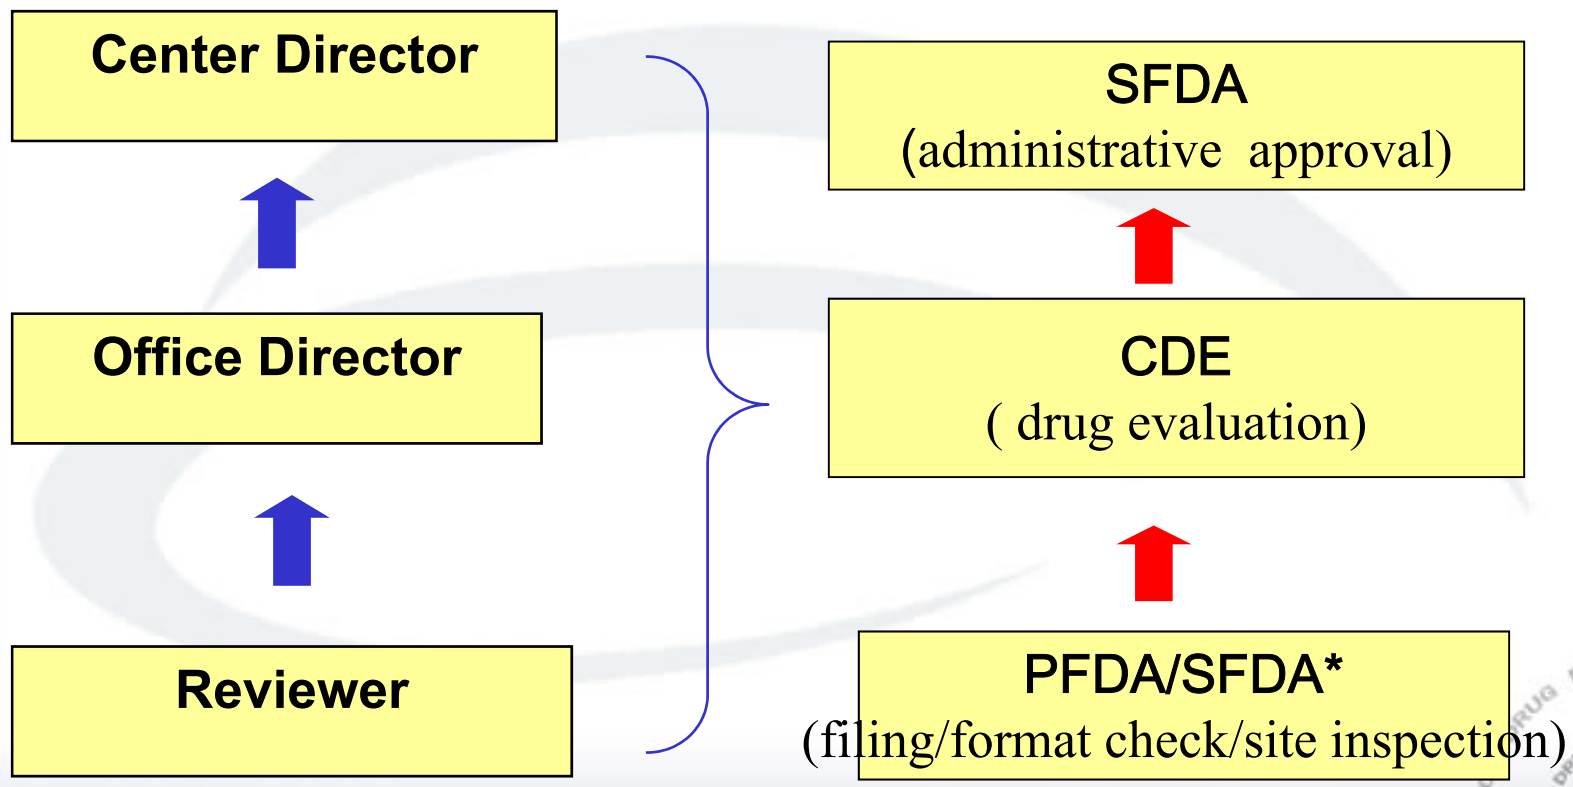 Center Director
Office Director
Reviewer
SFDA
(administrative approval)
CDE
( drug evaluation)
PFDA/SFDA*
(filing/format check/site inspection)